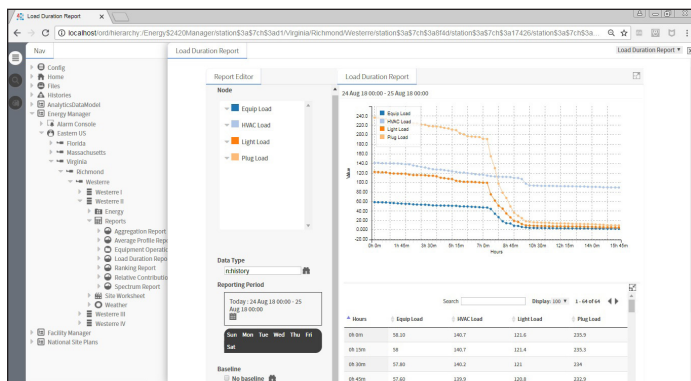 Load Duration Report
localhost/ord/hierarchy:/Energy$2420Manager/station$3a$7ch$3ad1/Virginia/Richmond/Westerre/station$3a$7ch$3a8f4d/station$3a$7ch$3a17426/station$3a$7ch$3a...
Nav
Load Duration Report
Load Duration Report
Config
Home
Files
Histories
AnalyticsDataModel
Energy Manager
Alarm Console
Eastern US
Florida
Massachusetts
Virginia
Richmond
Westerre
Westerre I
Westerre II
Energy
Reports
Aggregation Report
Average Profile Repo
Equipment Operatio
Load Duration Repo
Ranking Report
Relative Contributio
Spectrum Report
Site Worksheet
Weather
Westerre III
Westerre IV
Facility Manager
National Site Plans
Report Editor
Node
Equip Load
HVAC Load
Light Load
Plug Load
Data Type
n:history
Reporting Period
Today : 24 Aug 18 00:00 - 25
Aug 18 00:00
Sun Mon Tue Wed Thu Fri
Sat
Baseline
No baseline
Load Duration Report
24 Aug 18 00:00 - 25 Aug 18 00:00
Equip Load
HVAC Load
Light Load
Plug Load
240.0
220.0
200.0
180.0
160.0
140.0
120.0
100.0
80.00
60.00
40.00
20.00
0.000
-20.00
Value
0h 0m 1h 45m 3h 30m 5h 15m 7h 0m 8h 45m 10h 30m 12h 15m 14h 0m 15h 45m
Hours
Search Display: 100 1 - 64 of 64
Hours Equip Load HVAC Load Light Load Plug Load
0h 0m 58.10 140.7 121.6 235.9
0h 15m 58 140.7 121.4 235.3
0h 30m 57.80 140.2 121 234
0h 45m 57.60 139.9 120.8 232.9